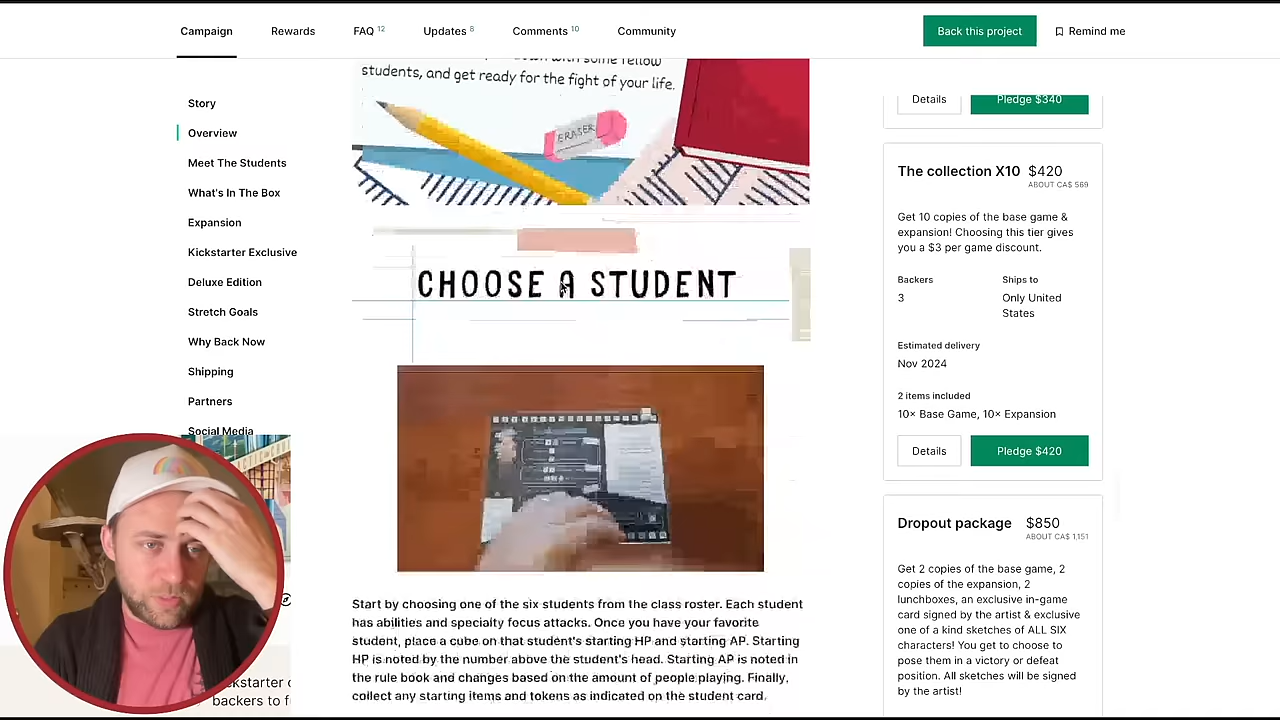 Campaign
Rewards
FAQ 12
Updates 8
Comments 10
Community
Back this project
Remind me
Story
Overview
Meet The Students
What's In The Box
Expansion
Kickstarter Exclusive
Deluxe Edition
Stretch Goals
Why Back Now
Shipping
Partners
Social Media
with some fellow
students, and get ready for the fight of your life.
ERASER
CHOOSE A STUDENT
Start by choosing one of the six students from the class roster. Each student
has abilities and specialty focus attacks. Once you have your favorite
student, place a cube on that student's starting HP and starting AP. Starting
HP is noted by the number above the student's head. Starting AP is noted in
the rule book and changes based on the amount of people playing. Finally,
collect any starting items and tokens as indicated on the student card.
Details
Pledge $340
The collection X10 $420
ABOUT CA$ 569
Get 10 copies of the base game &
expansion! Choosing this tier gives
you a $3 per game discount.
Backers
3
Ships to
Only United
States
Estimated delivery
Nov 2024
2 items included
10× Base Game, 10× Expansion
Details
Pledge $420
Dropout package $850
ABOUT CA$ 1,151
Get 2 copies of the base game, 2
copies of the expansion, 2
lunchboxes, an exclusive in-game
card signed by the artist & exclusive
one of a kind sketches of ALL SIX
characters! You get to choose to
pose them in a victory or defeat
position. All sketches will be signed
by the artist!
backers to f